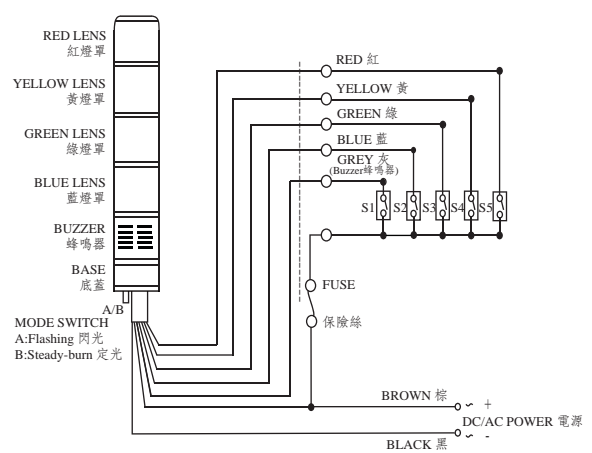 RED LENS
紅燈罩
YELLOW LENS
黃燈罩
GREEN LENS
綠燈罩
BLUE LENS
藍燈罩
BUZZER
蜂鳴器
BASE
底蓋
A/B
MODE SWITCH
A:Flashing 閃光
B:Steady-burn 定光
RED 紅
YELLOW 黃
GREEN 綠
BLUE 藍
GREY 灰
(Buzzer蜂鳴器)
S1 S2 S3 S4 S5
FUSE
保險絲
BROWN 棕
~ +
DC/AC POWER 電源
~ -
BLACK 黑